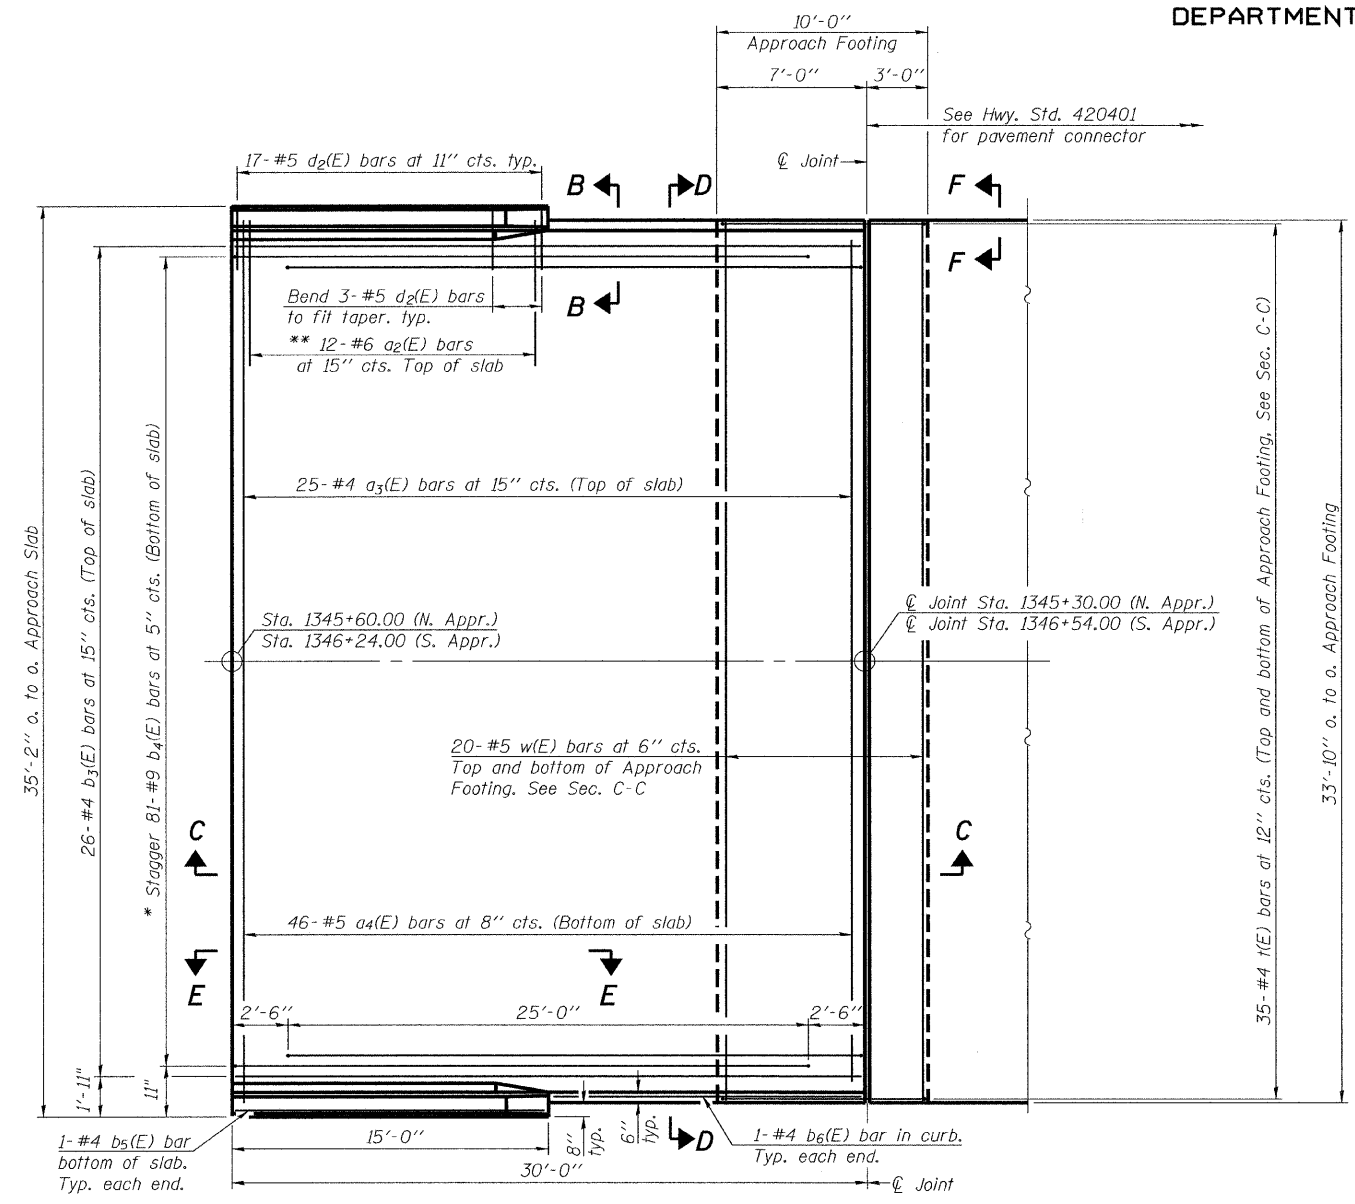 DEPARTMENT
10'-0"
Approach Footing
7'-0"
3'-0"
See Hwy. Std. 420401
for pavement connector
℄ Joint
17-#5 d2(E) bars at 11" cts. typ.
B
D
F
F
B
Bend 3-#5 d2(E) bars
to fit taper. typ.
** 12-#6 a2(E) bars
at 15" cts. Top of slab
25-#4 a3(E) bars at 15" cts. (Top of slab)
35'-2" o. to o. Approach Slab
26-#4 b3(E) bars at 15" cts. (Top of slab)
* Stagger 81-#9 b4(E) bars at 5" cts. (Bottom of slab)
Sta. 1345+60.00 (N. Appr.)
Sta. 1346+24.00 (S. Appr.)
℄ Joint Sta. 1345+30.00 (N. Appr.)
℄ Joint Sta. 1346+54.00 (S. Appr.)
35-#4 t(E) bars at 12" cts. (Top and bottom of Approach Footing, See Sec. C-C)
33'-10" o. to o. Approach Footing
20-#5 w(E) bars at 6" cts.
Top and bottom of Approach
Footing. See Sec. C-C
C
C
46-#5 a4(E) bars at 8" cts. (Bottom of slab)
E
E
2'-6"
25'-0"
2'-6"
1'-11"
11"
1-#4 b5(E) bar
bottom of slab.
Typ. each end.
15'-0"
8"
typ.
6"
typ.
D
1-#4 b6(E) bar in curb.
Typ. each end.
30'-0"
℄ Joint